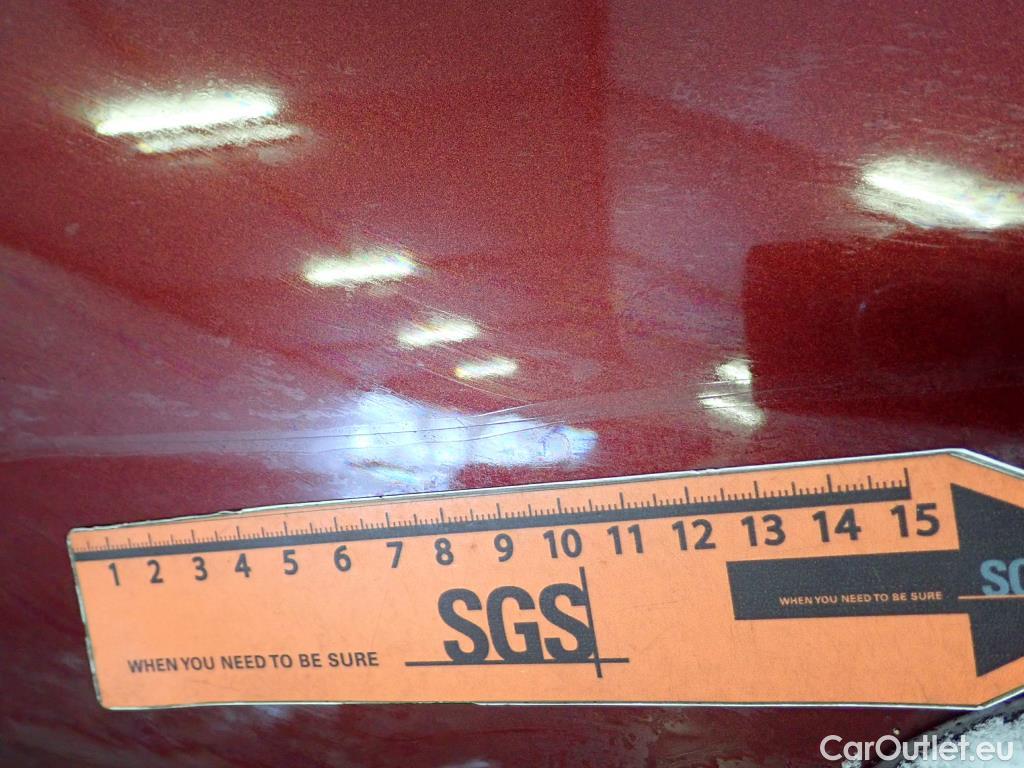 1 2 3 4 5 6 7 8 9 10 11 12 13 14 15
SGS
WHEN YOU NEED TO BE SURE
WHEN YOU NEED TO BE SURE
CarOutlet.eu